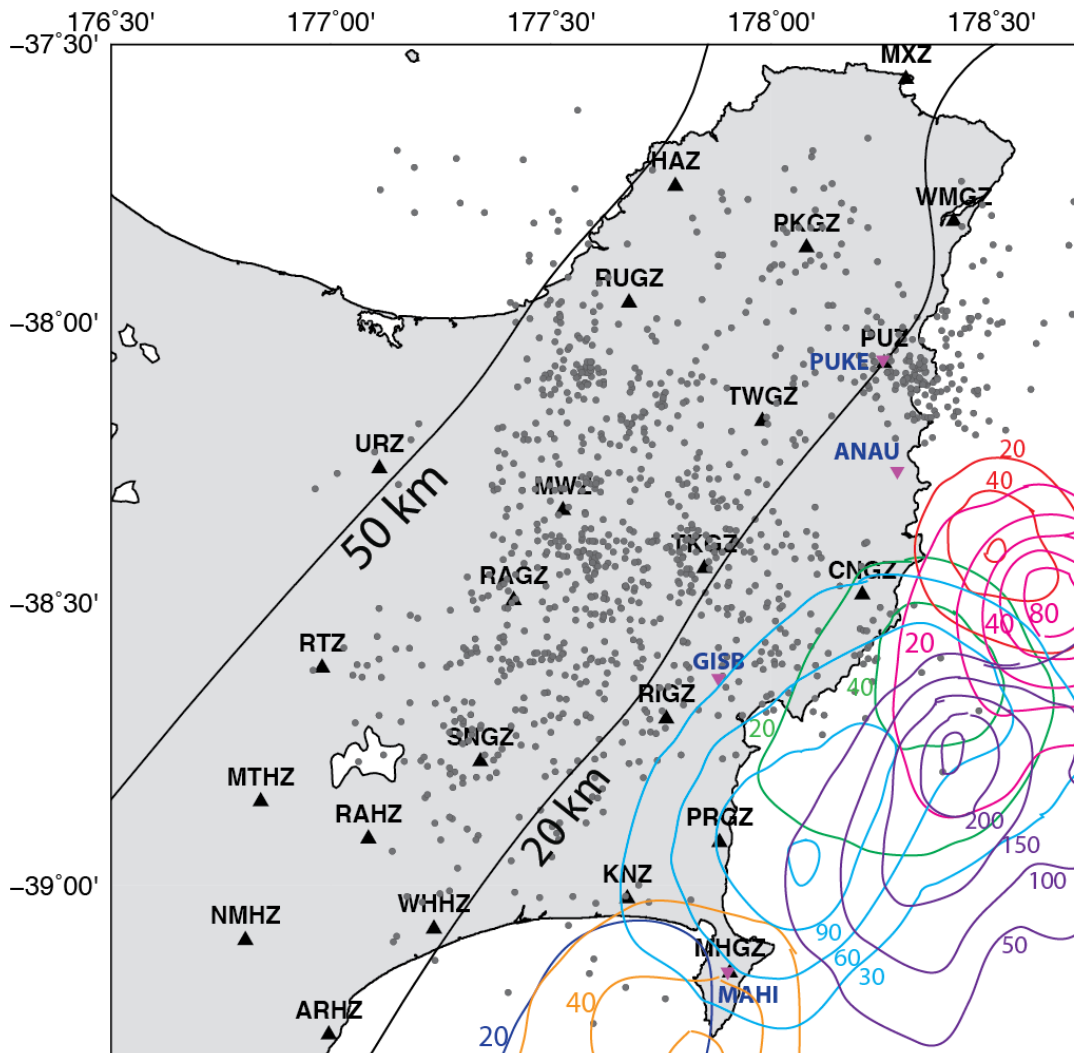 176˚30' 177˚00' 177˚30' 178˚00' 178˚30'
−37˚30'
MXZ
HAZ
WMGZ
PKGZ
RUGZ
−38˚00'
PUZ
PUKE
TWGZ
URZ
ANAU
20
40
MWZ
50 km
TKGZ
RAGZ
CNGZ
−38˚30'
80
40
20
RTZ
GISB
40
RIGZ
20
SNGZ
MTHZ
RAHZ
20 km
PRGZ
200
150
KNZ
100
−39˚00'
WHHZ
NMHZ
90
50
MHGZ
60
30
MAHI
40
ARHZ
20